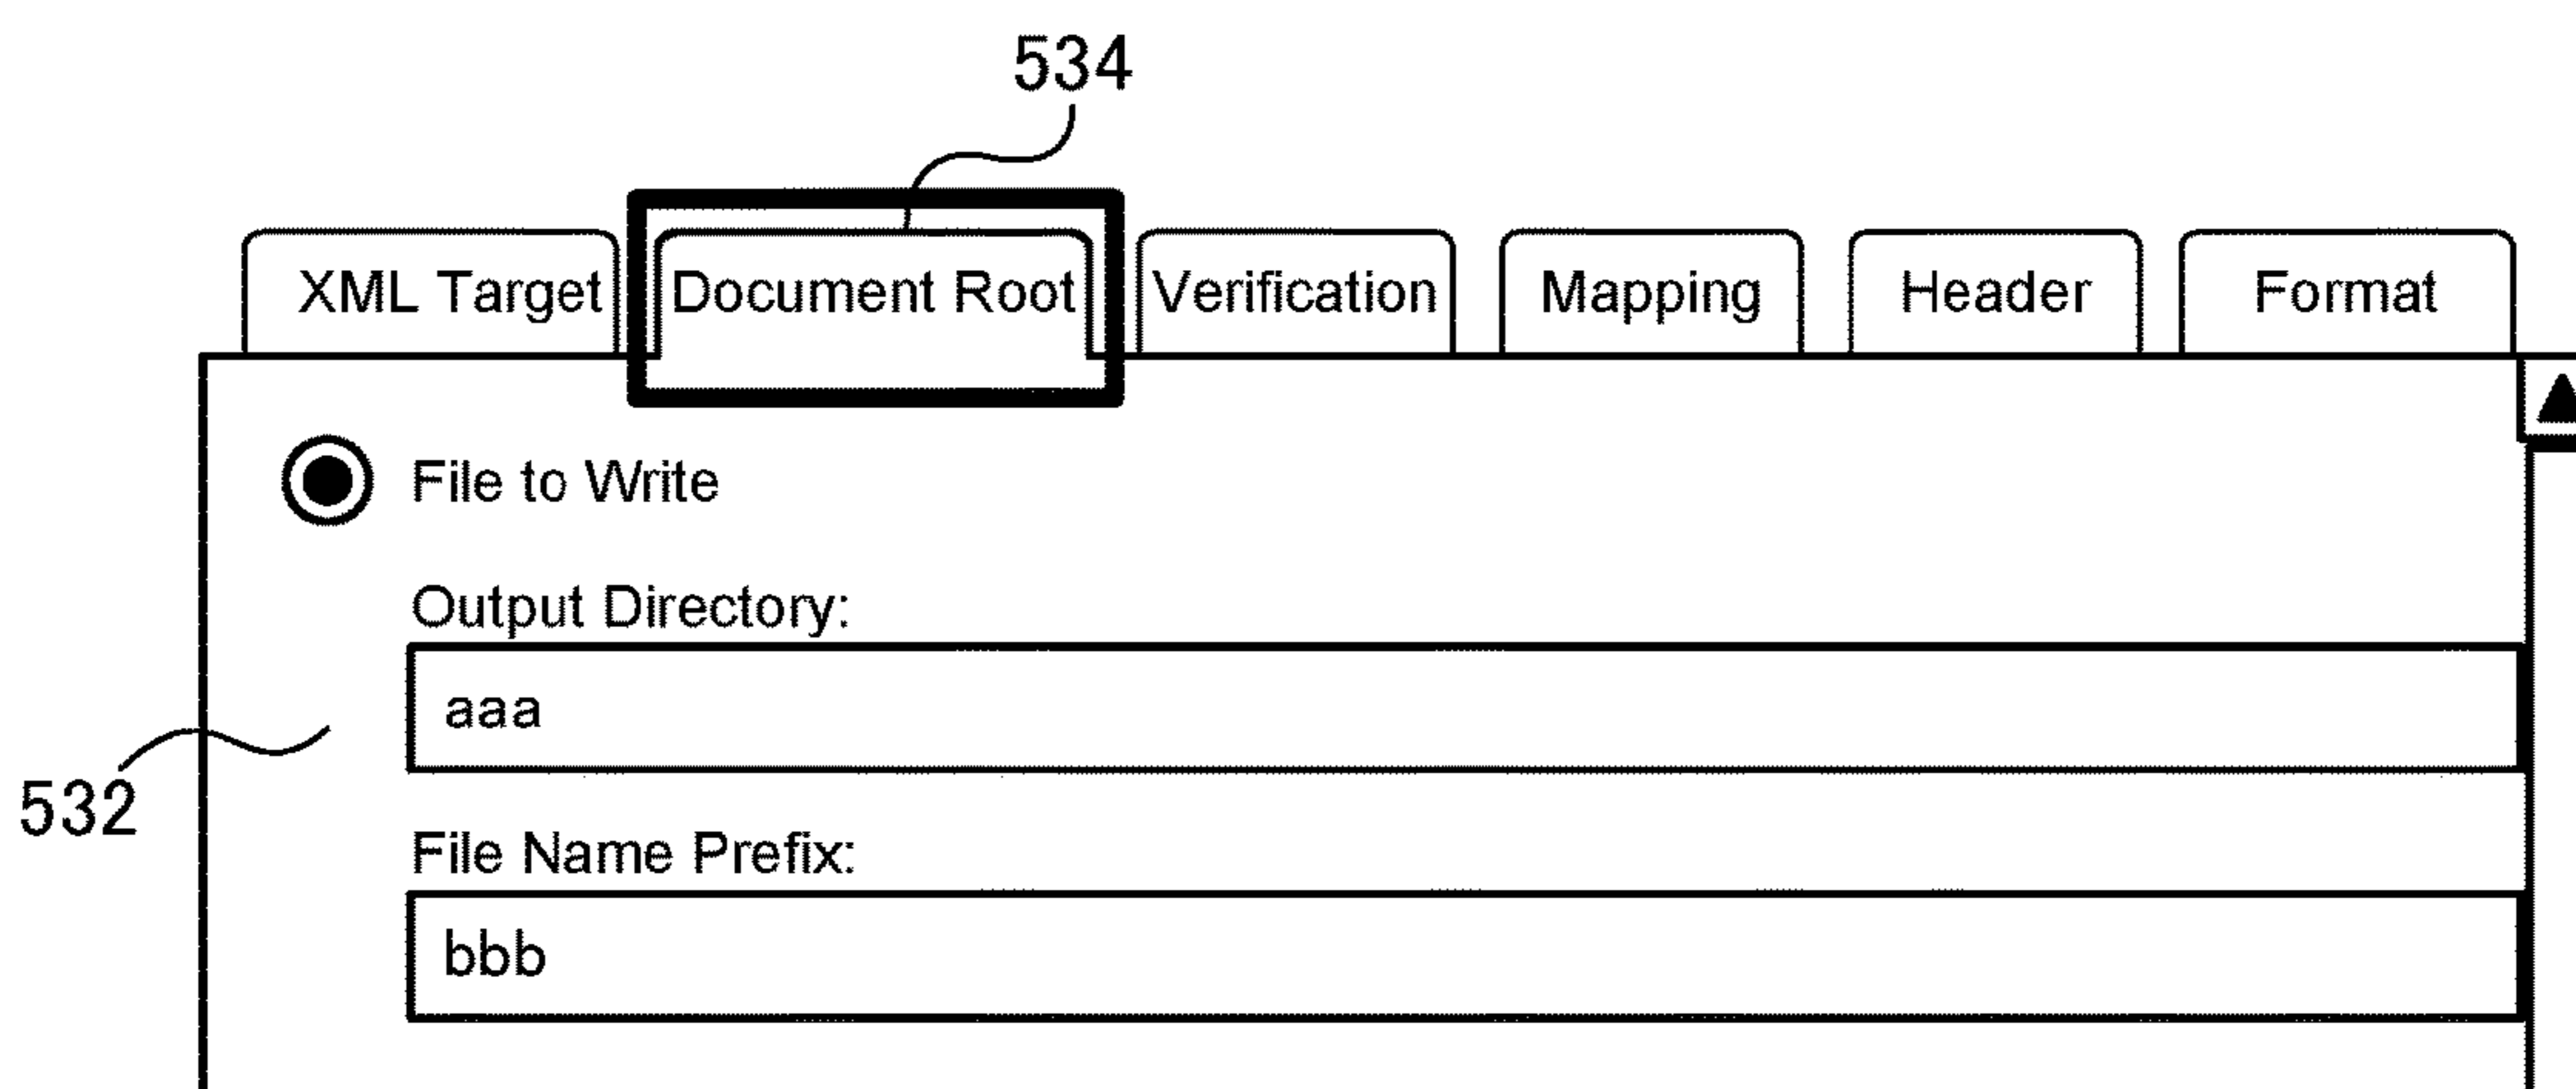 534
XML Target Document Root Verification Mapping Header Format
File to Write
Output Directory:
aaa
532
File Name Prefix:
bbb